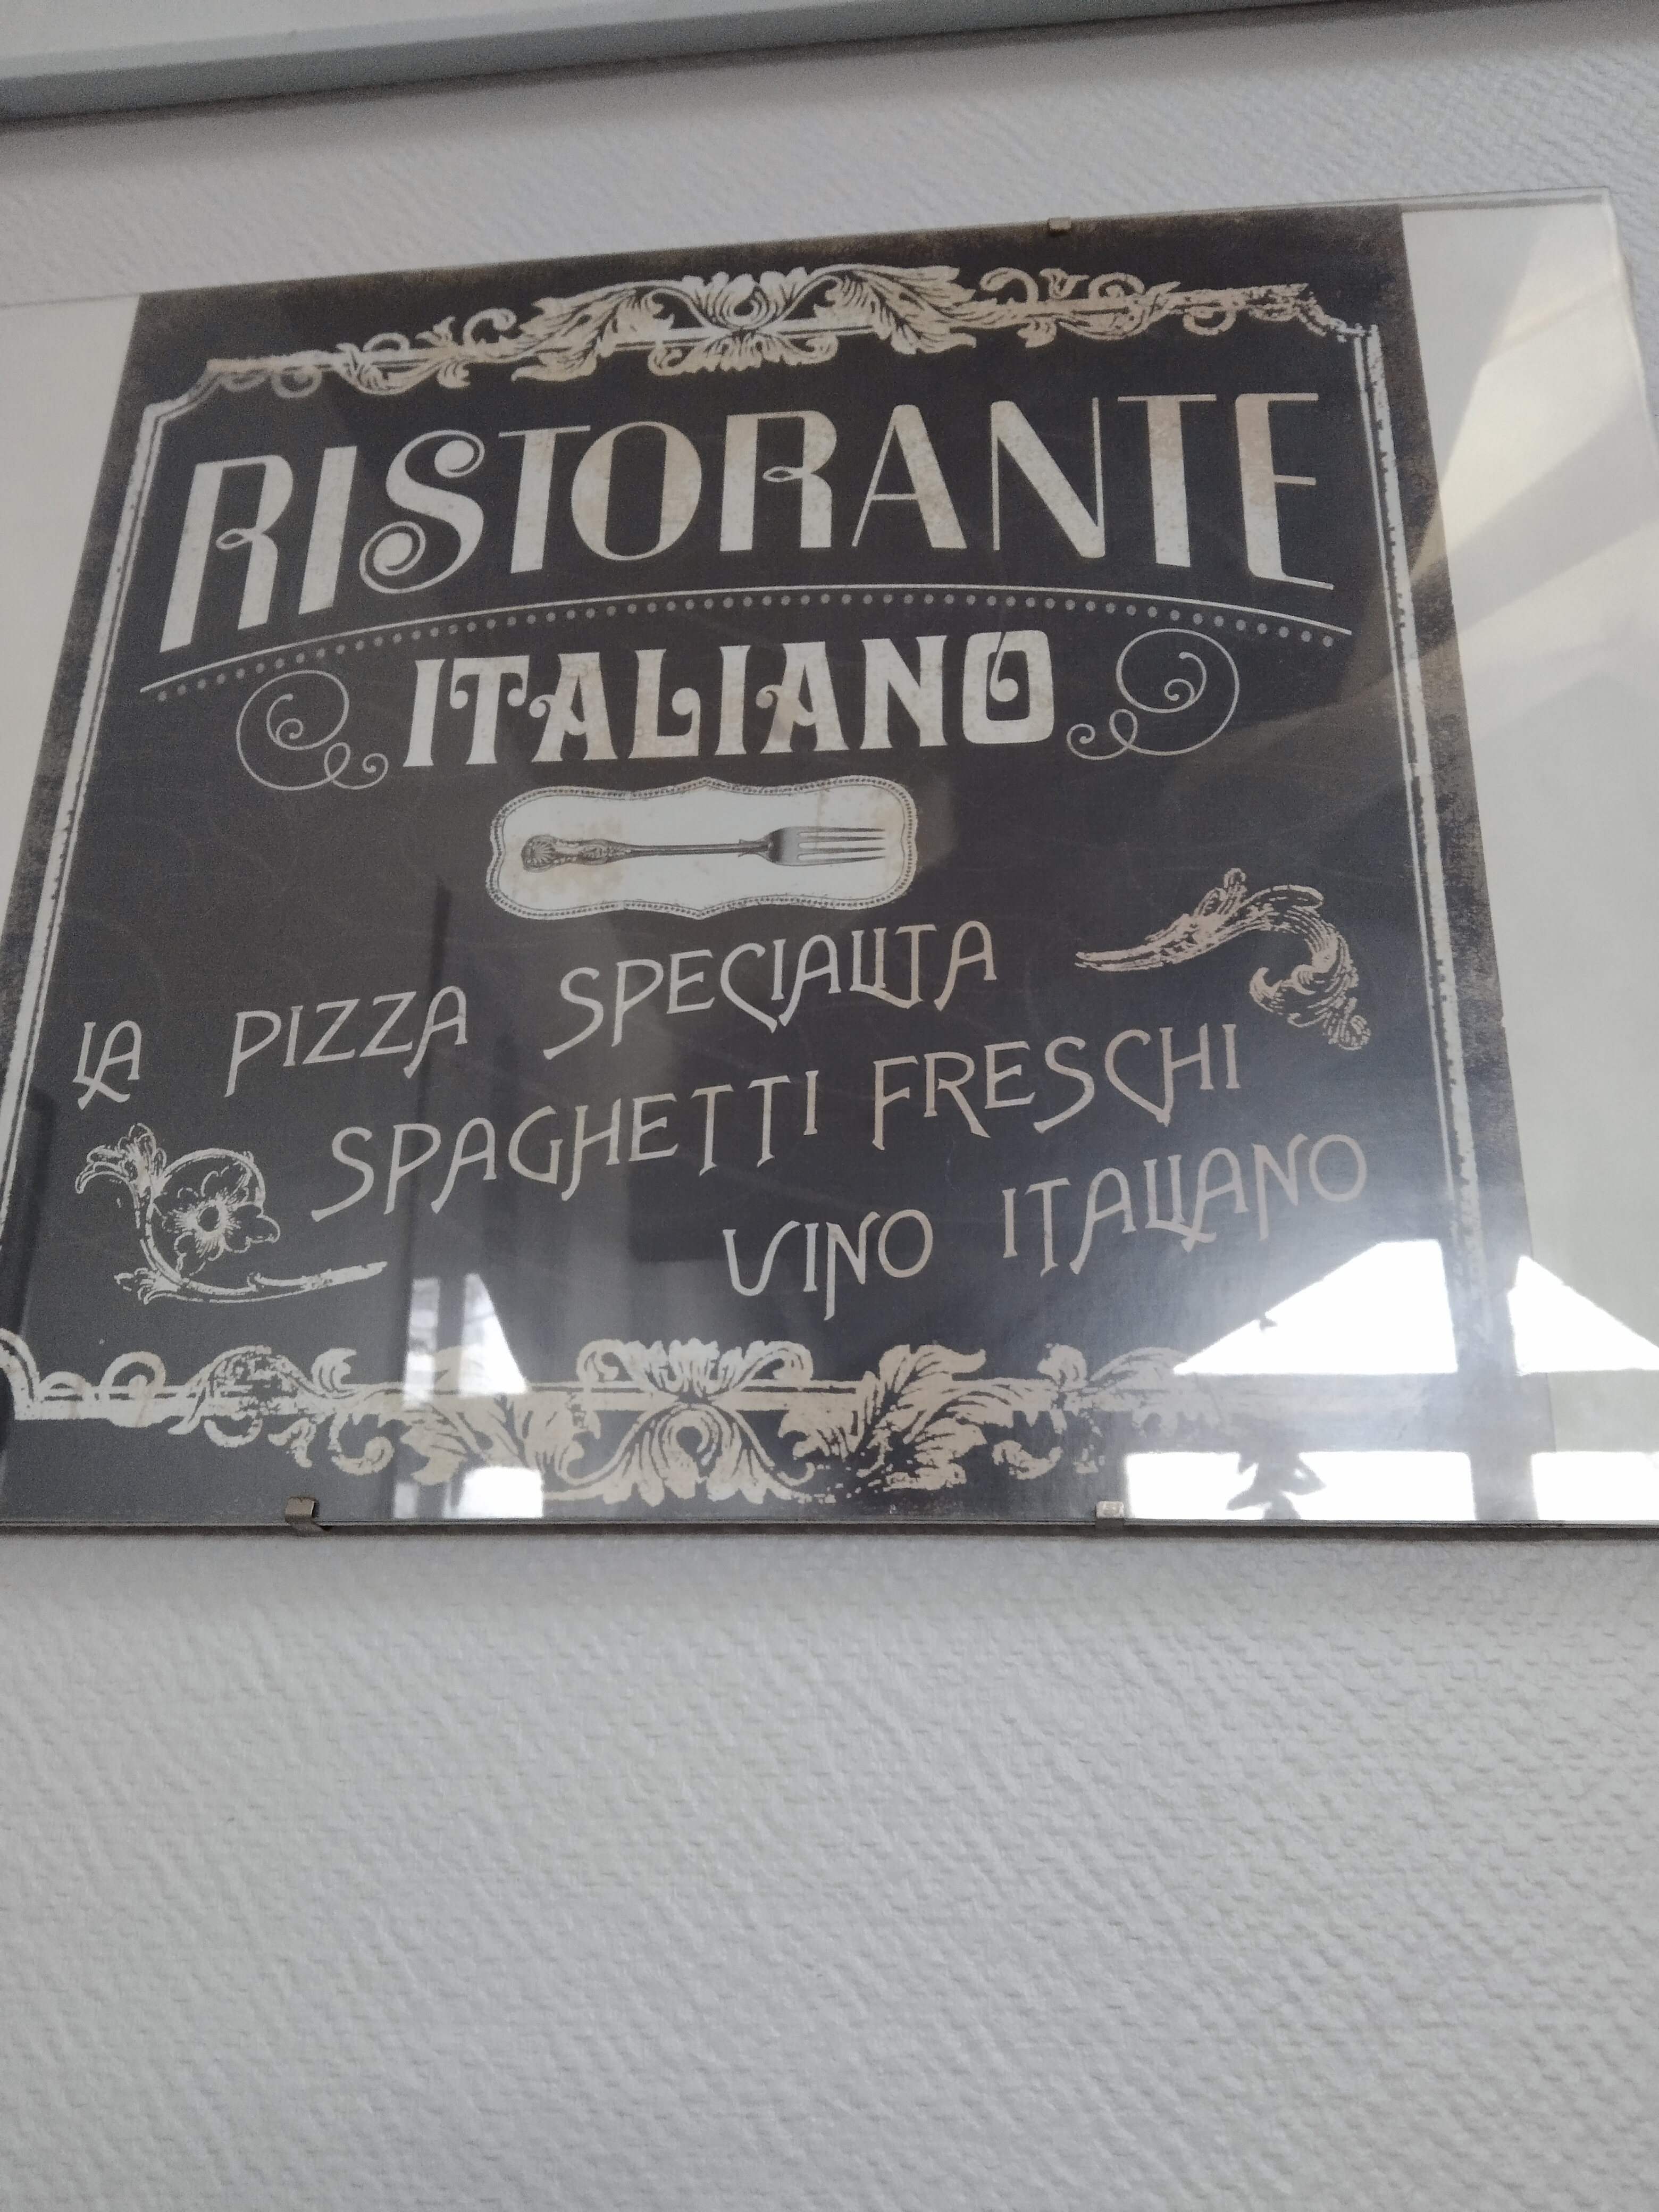 RISTORANTE
ITALIANO
LA PIZZA SPECIALITA
SPAGHETTI FRESCHI
VINO ITALIANO